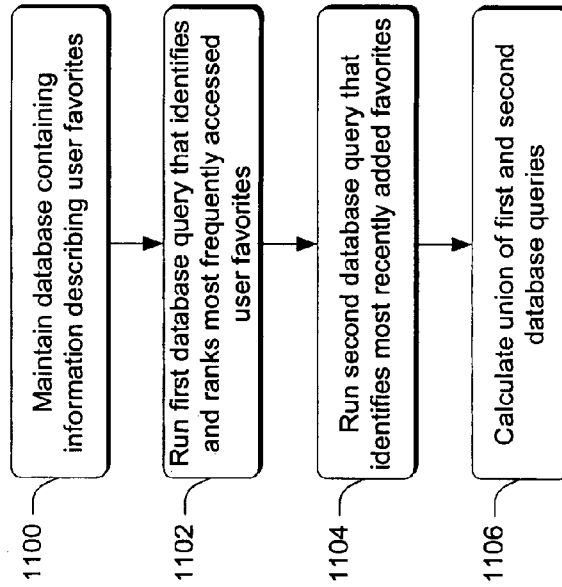 1100
Maintain database containing
information describing user favorites
1102
Run first database query that identifies
and ranks most frequently accessed
user favorites
1104
Run second database query that
identifies most recently added favorites
1106
Calculate union of first and second
database queries